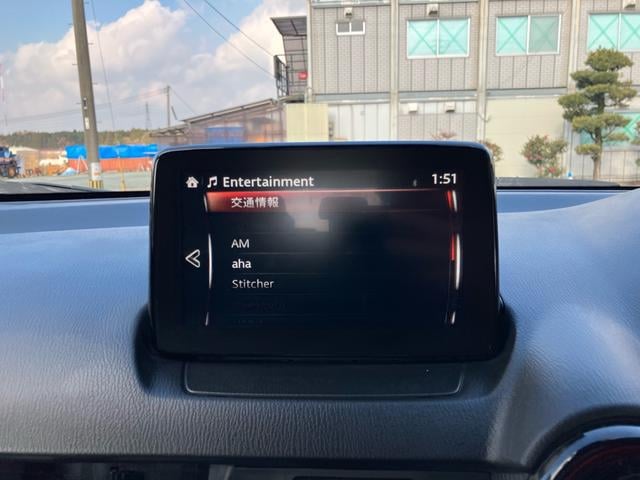 Entertainment 1:51
交通情報
AM
aha
Stitcher